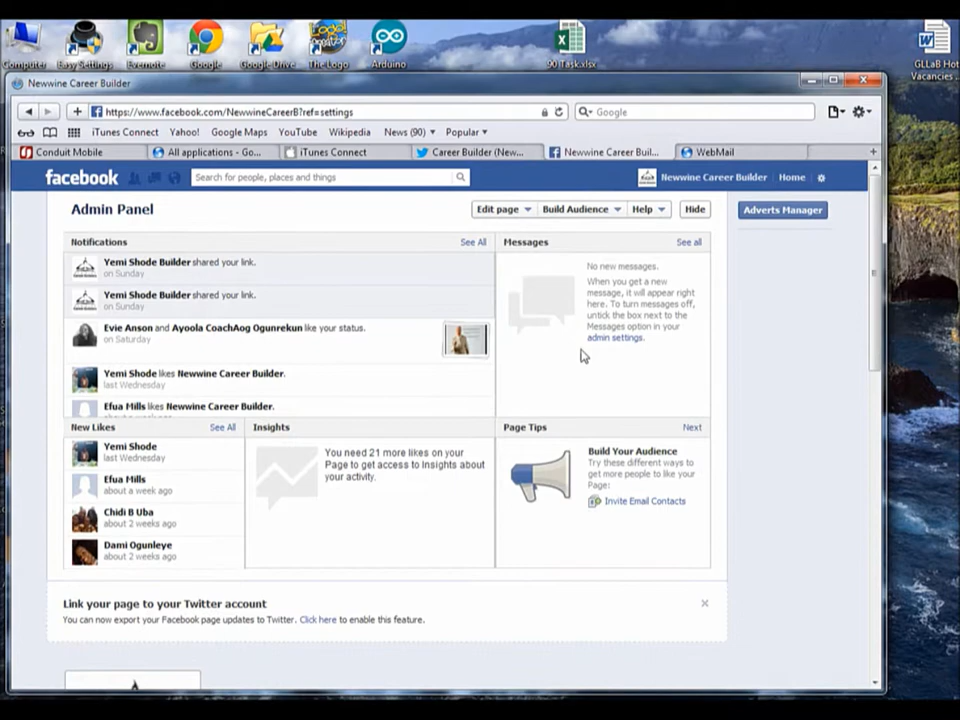 Computer
Easy Settings
Evernote
Google
Google Drive
The Logo
Arduino
90 Task.xlsx
GLLaB Hot
Vacancies
Newwine Career Builder
https://www.facebook.com/NewwineCareerB?ref=settings
Google
iTunes Connect
Yahoo!
Google Maps
YouTube
Wikipedia
News (90)
Popular
Conduit Mobile
All applications - Go...
iTunes Connect
Career Builder (New...
Newwine Career Buil...
WebMail
facebook
Search for people, places and things
Newwine Career Builder
Home
Admin Panel
Edit page
Build Audience
Help
Hide
Adverts Manager
Notifications
See All
Yemi Shode Builder shared your link.
on Sunday
Yemi Shode Builder shared your link.
on Sunday
Evie Anson and Ayoola CoachAog Ogunrekun like your status.
on Saturday
Yemi Shode likes Newwine Career Builder.
last Wednesday
Efua Mills likes Newwine Career Builder.
Messages
See all
No new messages.
When you get a new
message, it will appear right
here. To turn messages off,
untick the box next to the
Messages option in your
admin settings.
New Likes
See All
Yemi Shode
last Wednesday
Efua Mills
about a week ago
Chidi B Uba
about 2 weeks ago
Dami Ogunleye
about 2 weeks ago
Insights
You need 21 more likes on your
Page to get access to Insights about
your activity.
Page Tips
Next
Build Your Audience
Try these different ways to
get more people to like your
Page:
Invite Email Contacts
Link your page to your Twitter account
You can now export your Facebook page updates to Twitter. Click here to enable this feature.